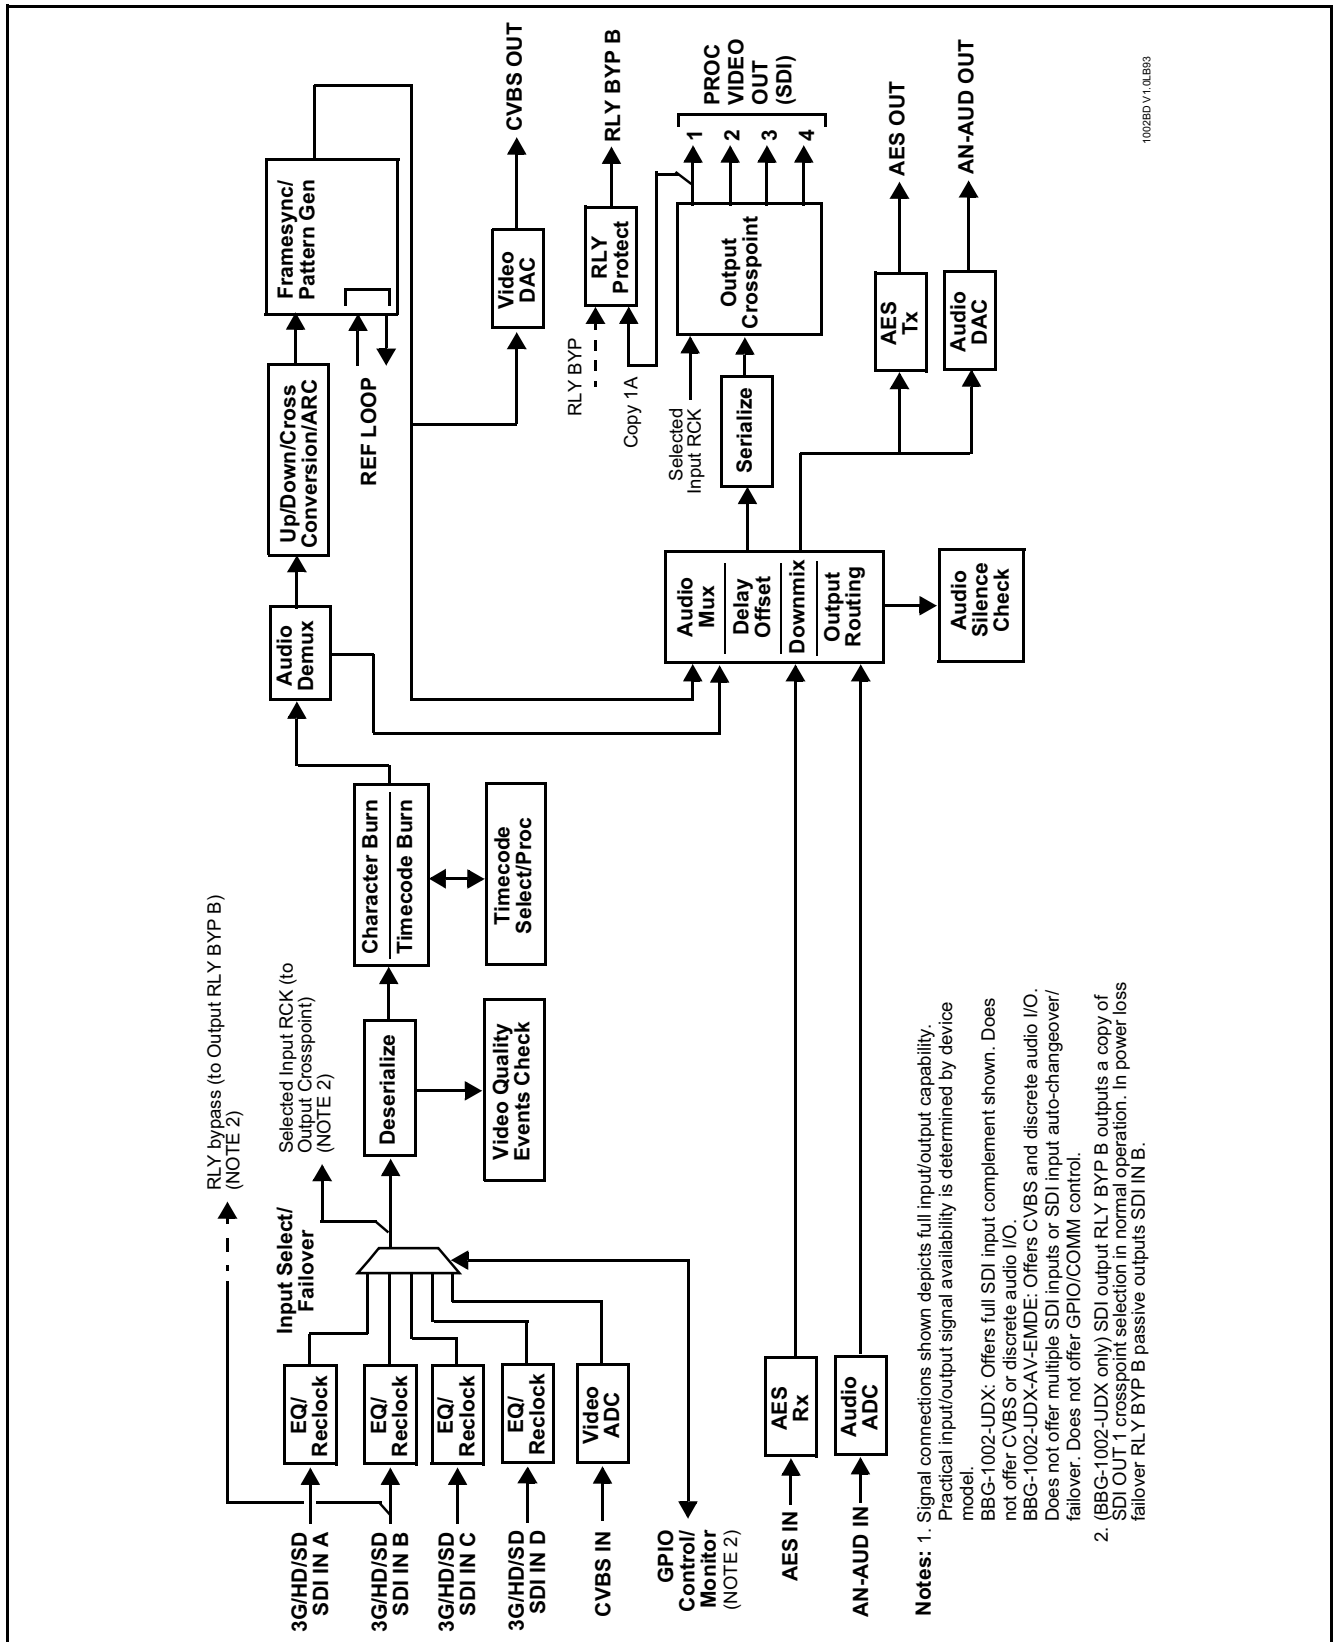 RLY bypass (to Output RLY BYP B)
(NOTE 2)
Selected Input RCK (to
Output Crosspoint)
(NOTE 2)
Input Select/
Failover
3G/HD/SD
SDI IN A
EQ/
Reclock
3G/HD/SD
SDI IN B
EQ/
Reclock
3G/HD/SD
SDI IN C
EQ/
Reclock
3G/HD/SD
SDI IN D
EQ/
Reclock
CVBS IN
Video
ADC
GPIO
Control/
Monitor
(NOTE 2)
AES IN
AES
Rx
AN-AUD IN
Audio
ADC
Deserialize
Video Quality
Events Check
Character Burn
Timecode Burn
Timecode
Select/Proc
Audio
Demux
Up/Down/Cross
Conversion/ARC
Framesync/
Pattern Gen
REF LOOP
Video
DAC
CVBS OUT
RLY BYP
RLY
Protect
RLY BYP B
Copy 1A
Selected
Input RCK
Serialize
Output
Crosspoint
1
2
3
4
PROC
VIDEO
OUT
(SDI)
Audio
Mux
Delay
Offset
Downmix
Output
Routing
Audio
Silence
Check
AES
Tx
AES OUT
Audio
DAC
AN-AUD OUT
Notes: 1. Signal connections shown depicts full input/output capability.
Practical input/output signal availability is determined by device
model.
BBG-1002-UDX: Offers full SDI input complement shown. Does
not offer CVBS or discrete audio I/O.
BBG-1002-UDX-AV-EMDE: Offers CVBS and discrete audio I/O.
Does not offer multiple SDI inputs or SDI input auto-changeover/
failover. Does not offer GPIO/COMM control.
2. (BBG-1002-UDX only) SDI output RLY BYP B outputs a copy of
SDI OUT 1 crosspoint selection in normal operation. In power loss
failover RLY BYP B passive outputs SDI IN B.
1002BD V1.0LB93